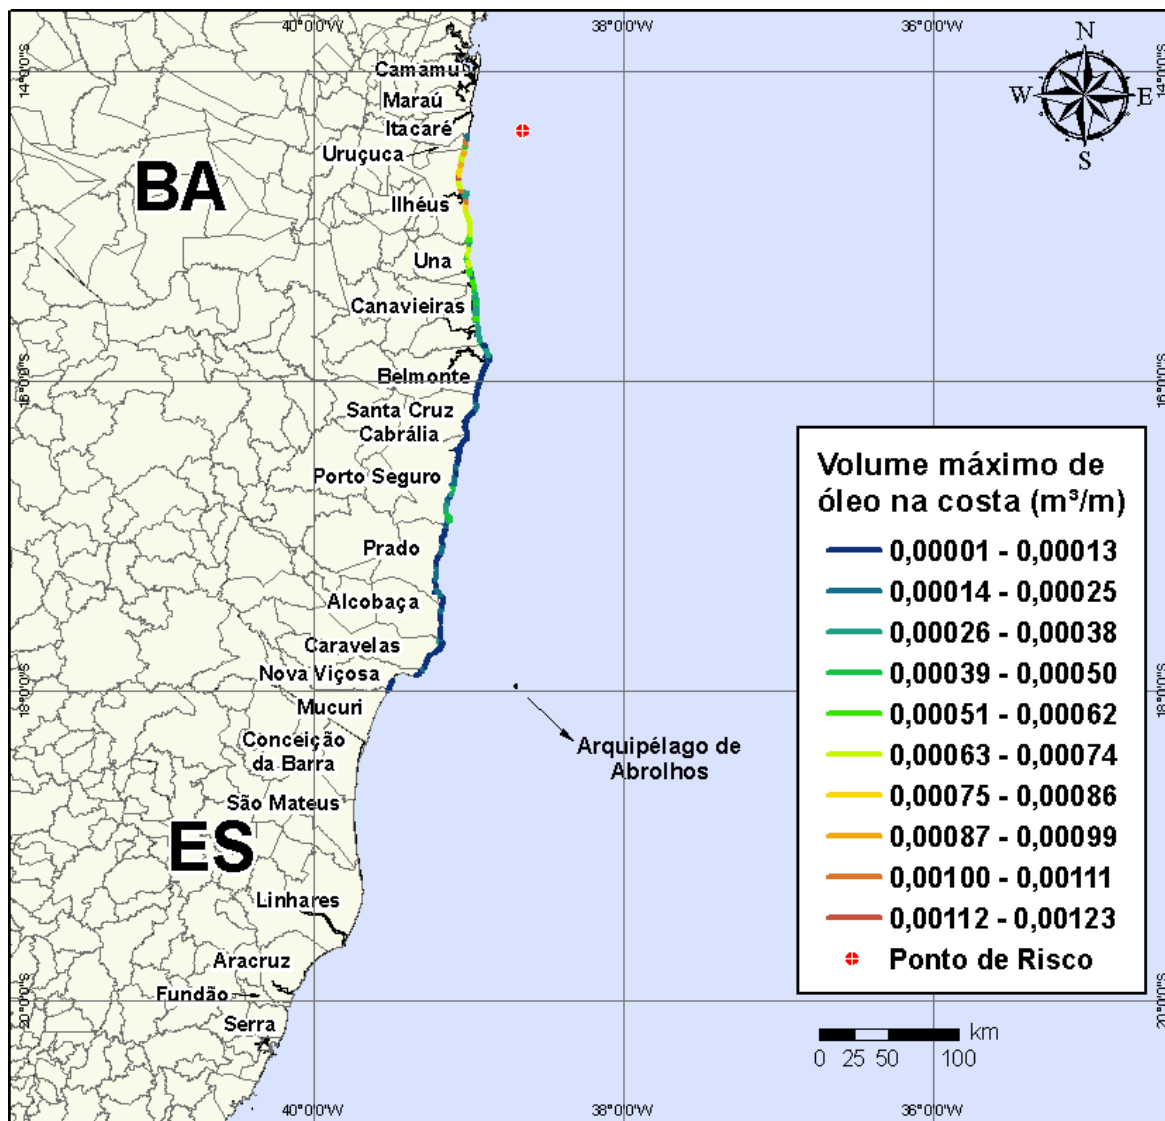 40°0'0"W
38°0'0"W
36°0'0"W
14°0'0"S
14°0'0"S
N
W
E
S
Camamu
Maraú
Itacaré
Uruçuca
BA
Ilhéus
Una
Canavieiras
Belmonte
16°0'0"S
16°0'0"S
Santa Cruz
Cabrália
Porto Seguro
Prado
Alcobaça
Caravelas
Nova Viçosa
18°0'0"S
18°0'0"S
Mucuri
Conceição
da Barra
Arquipélago de
Abrolhos
São Mateus
ES
Linhares
Aracruz
Fundão
Serra
20°0'0"S
20°0'0"S
Volume máximo de
óleo na costa (m³/m)
0,00001 - 0,00013
0,00014 - 0,00025
0,00026 - 0,00038
0,00039 - 0,00050
0,00051 - 0,00062
0,00063 - 0,00074
0,00075 - 0,00086
0,00087 - 0,00099
0,00100 - 0,00111
0,00112 - 0,00123
Ponto de Risco
km
0 25 50 100
40°0'0"W
38°0'0"W
36°0'0"W